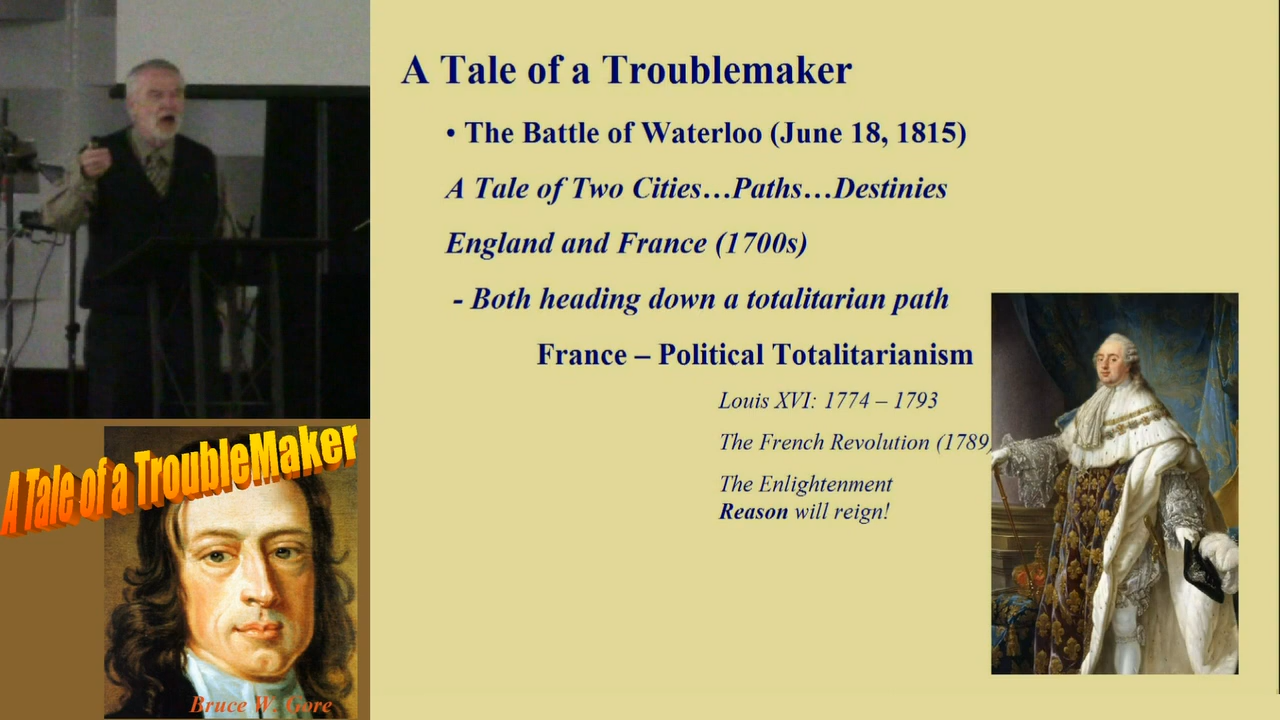 A Tale of a Troublemaker
• The Battle of Waterloo (June 18, 1815)
A Tale of Two Cities…Paths…Destinies
England and France (1700s)
- Both heading down a totalitarian path
France – Political Totalitarianism
Louis XVI: 1774 – 1793
The French Revolution (1789)
The Enlightenment
Reason will reign!
A Tale of a TroubleMaker
Bruce W. Gore